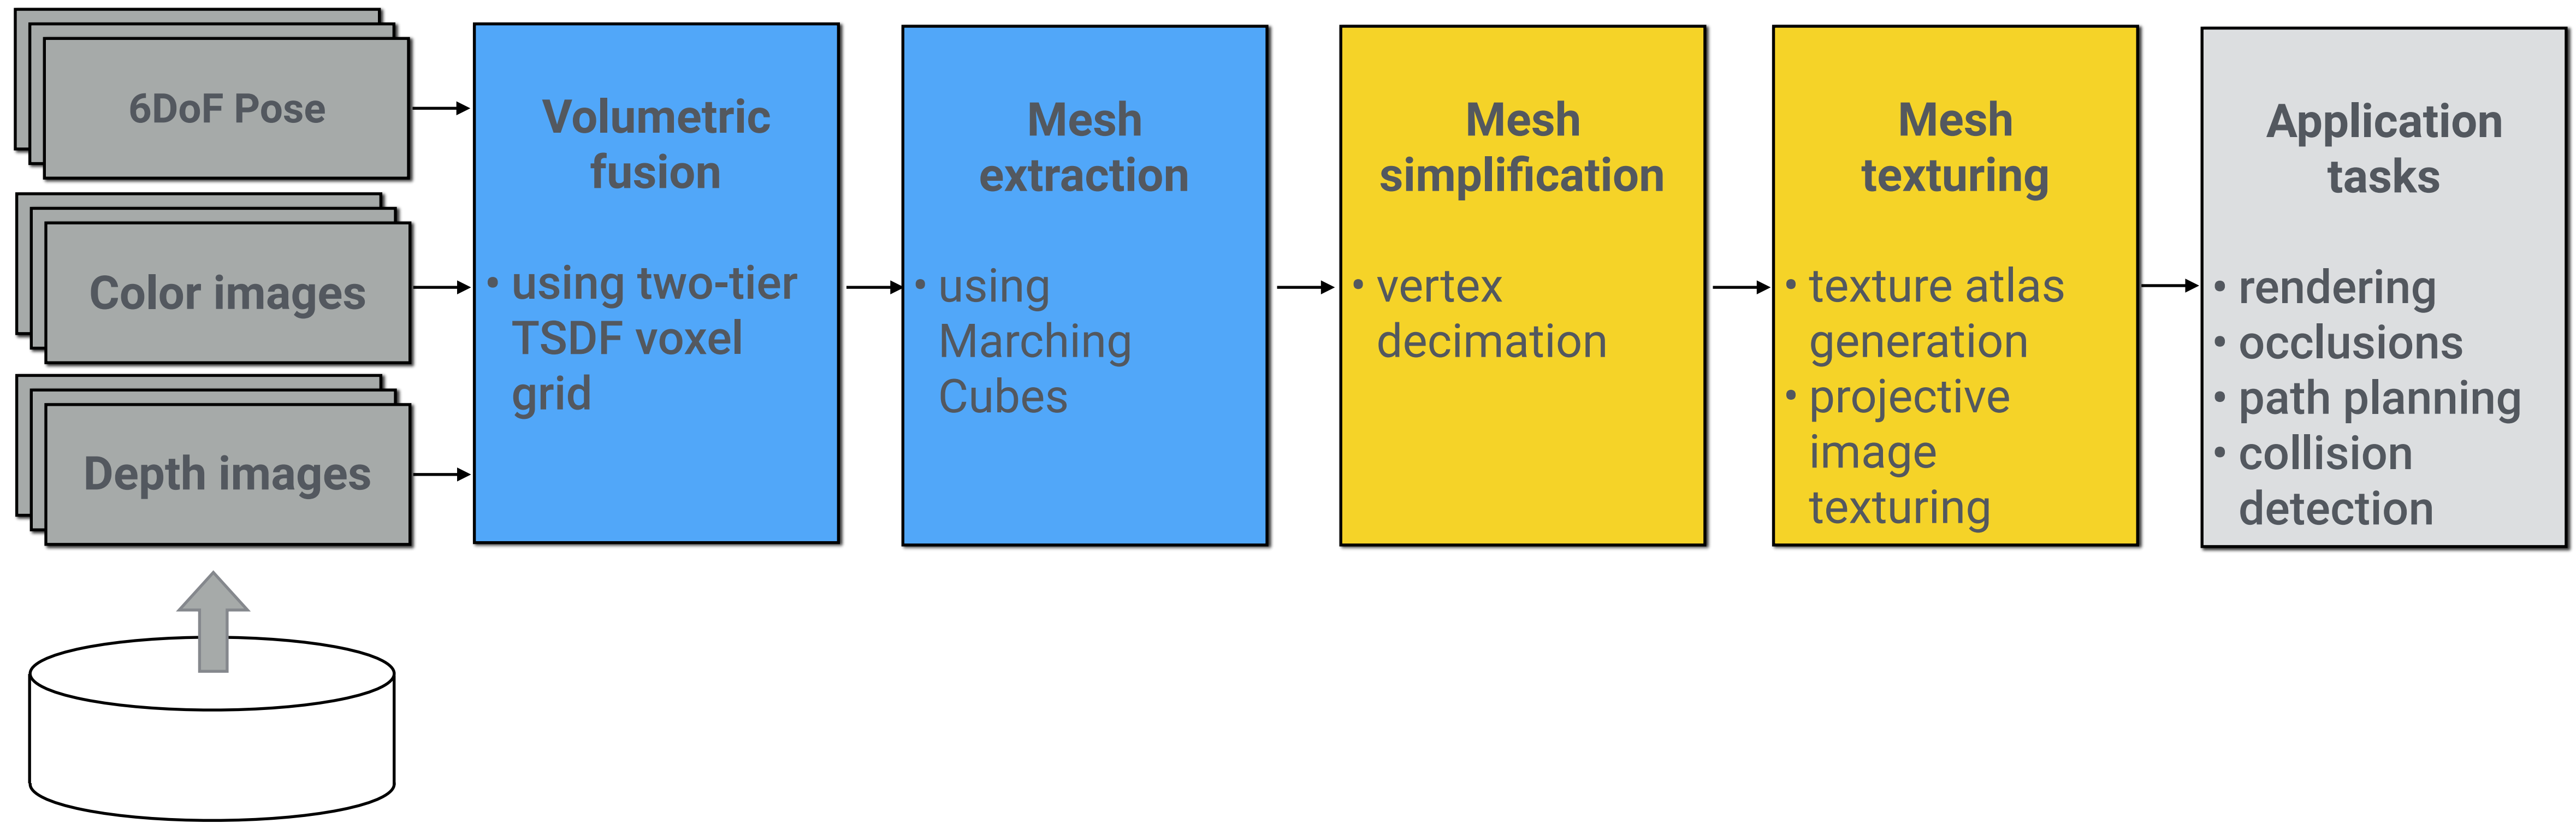 6DoF Pose
Color images
Depth images
Volumetric
fusion
• using two-tier
TSDF voxel
grid
Mesh
extraction
• using
Marching
Cubes
Mesh
simplification
• vertex
decimation
Mesh
texturing
• texture atlas
generation
• projective
image
texturing
Application
tasks
• rendering
• occlusions
• path planning
• collision
detection